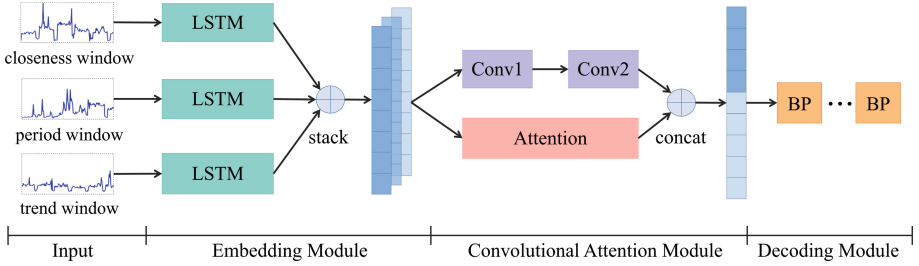 LSTM
closeness window
LSTM
period window
LSTM
trend window
stack
Conv1
Conv2
Attention
concat
BP
BP
Input
Embedding Module
Convolutional Attention Module
Decoding Module